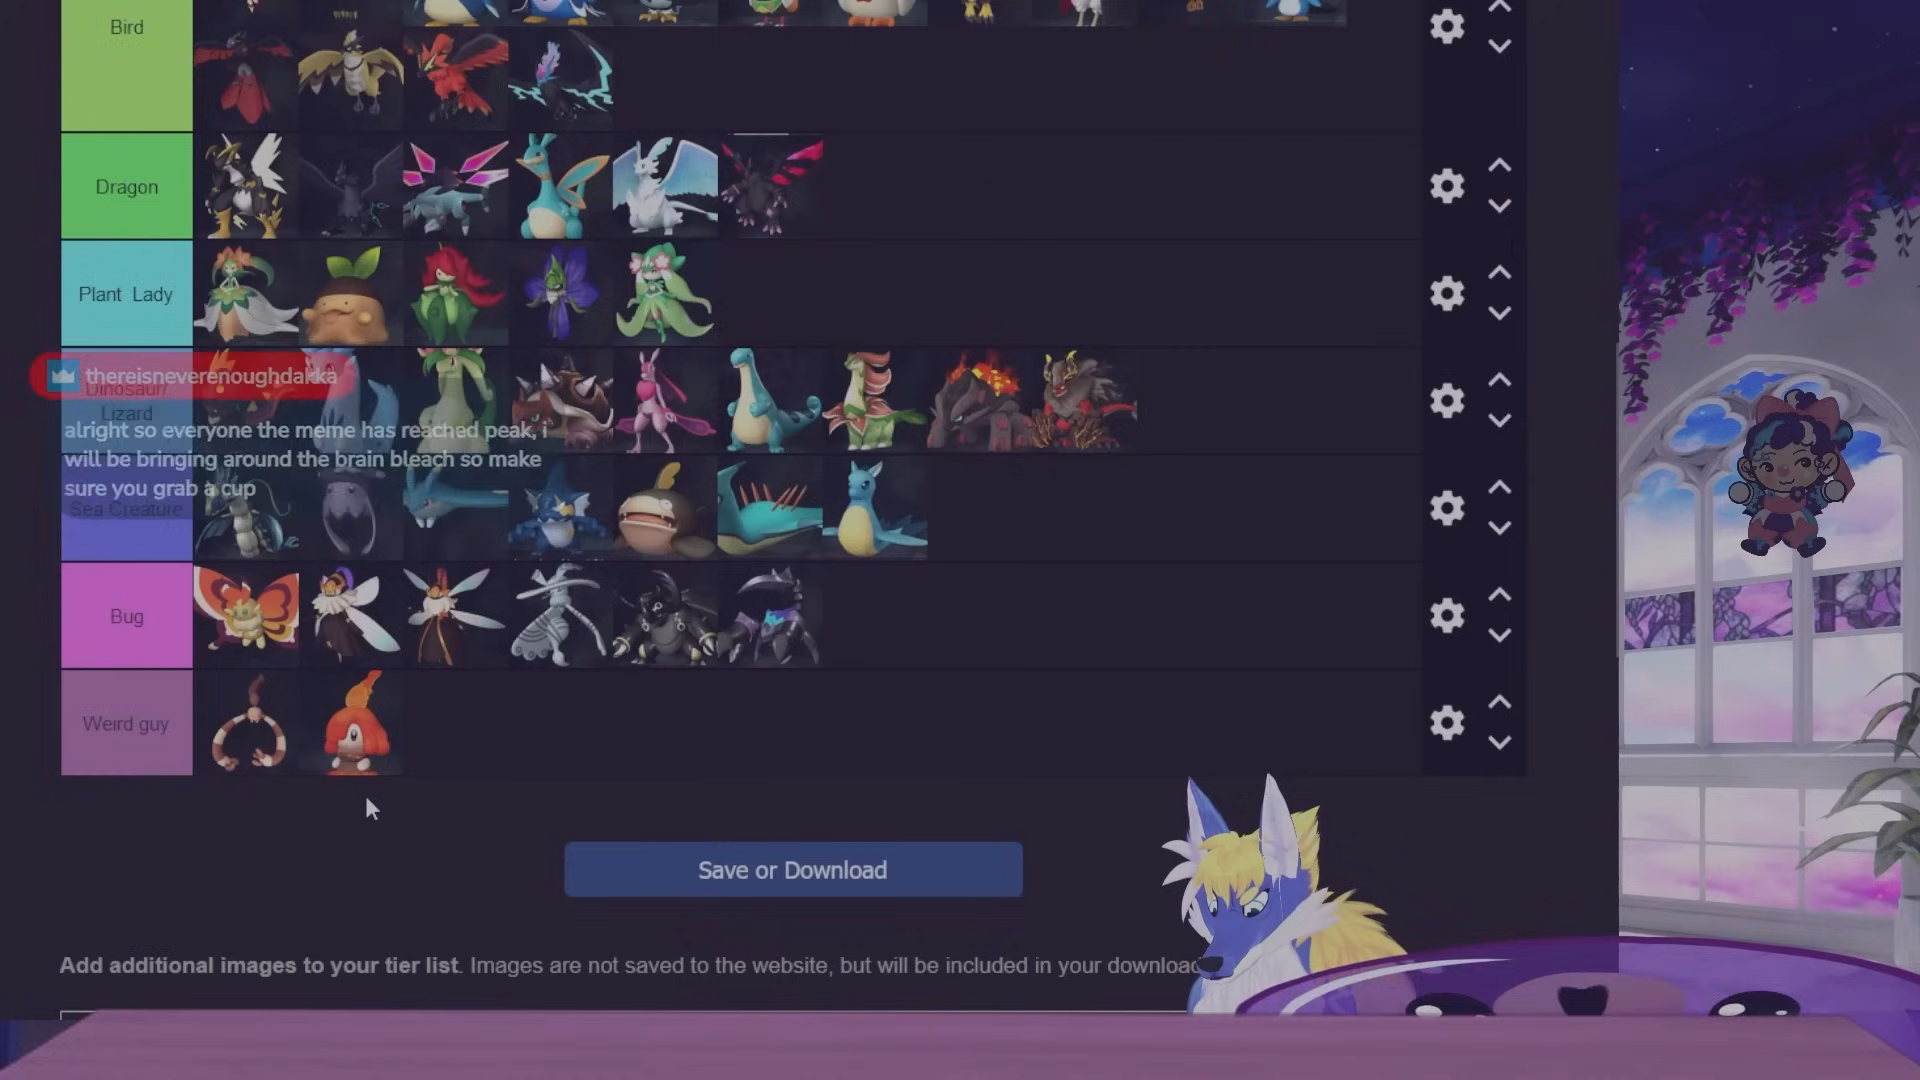 Bird
Dragon
Plant Lady
thereisneverenoughdakka
Dinosaur/
Lizard
alright so everyone the meme has reached peak, i
will be bringing around the brain bleach so make
sure you grab a cup
Sea Creature
Bug
Weird guy
Save or Download
Add additional images to your tier list. Images are not saved to the website, but will be included in your download